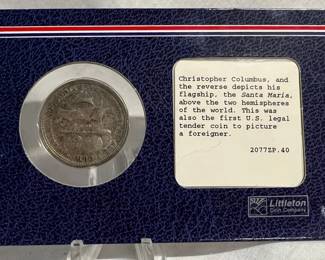 Christopher Columbus, and
the reverse depicts his
flagship, the Santa Maria,
above the two hemispheres
of the world. This was
also the first U.S. legal
tender coin to picture
a foreigner.
2077ZP.40
Littleton
Coin Company